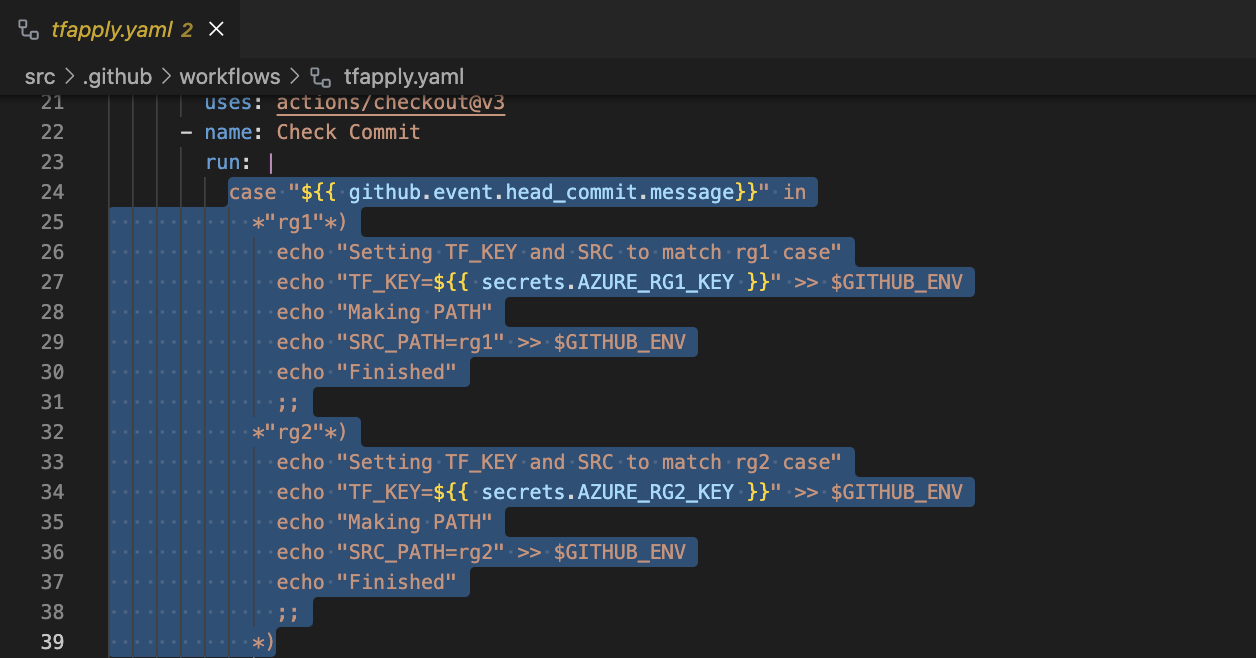 tfapply.yaml 2
src > .github > workflows > tfapply.yaml
21 uses: actions/checkout@v3
22 - name: Check Commit
23 run: |
24 case "${{ github.event.head_commit.message}}" in
25 *"rg1"*)
26 echo "Setting TF_KEY and SRC to match rg1 case"
27 echo "TF_KEY=${{ secrets.AZURE_RG1_KEY }}" >> $GITHUB_ENV
28 echo "Making PATH"
29 echo "SRC_PATH=rg1" >> $GITHUB_ENV
30 echo "Finished"
31 ;;
32 *"rg2"*)
33 echo "Setting TF_KEY and SRC to match rg2 case"
34 echo "TF_KEY=${{ secrets.AZURE_RG2_KEY }}" >> $GITHUB_ENV
35 echo "Making PATH"
36 echo "SRC_PATH=rg2" >> $GITHUB_ENV
37 echo "Finished"
38 ;;
39 *)